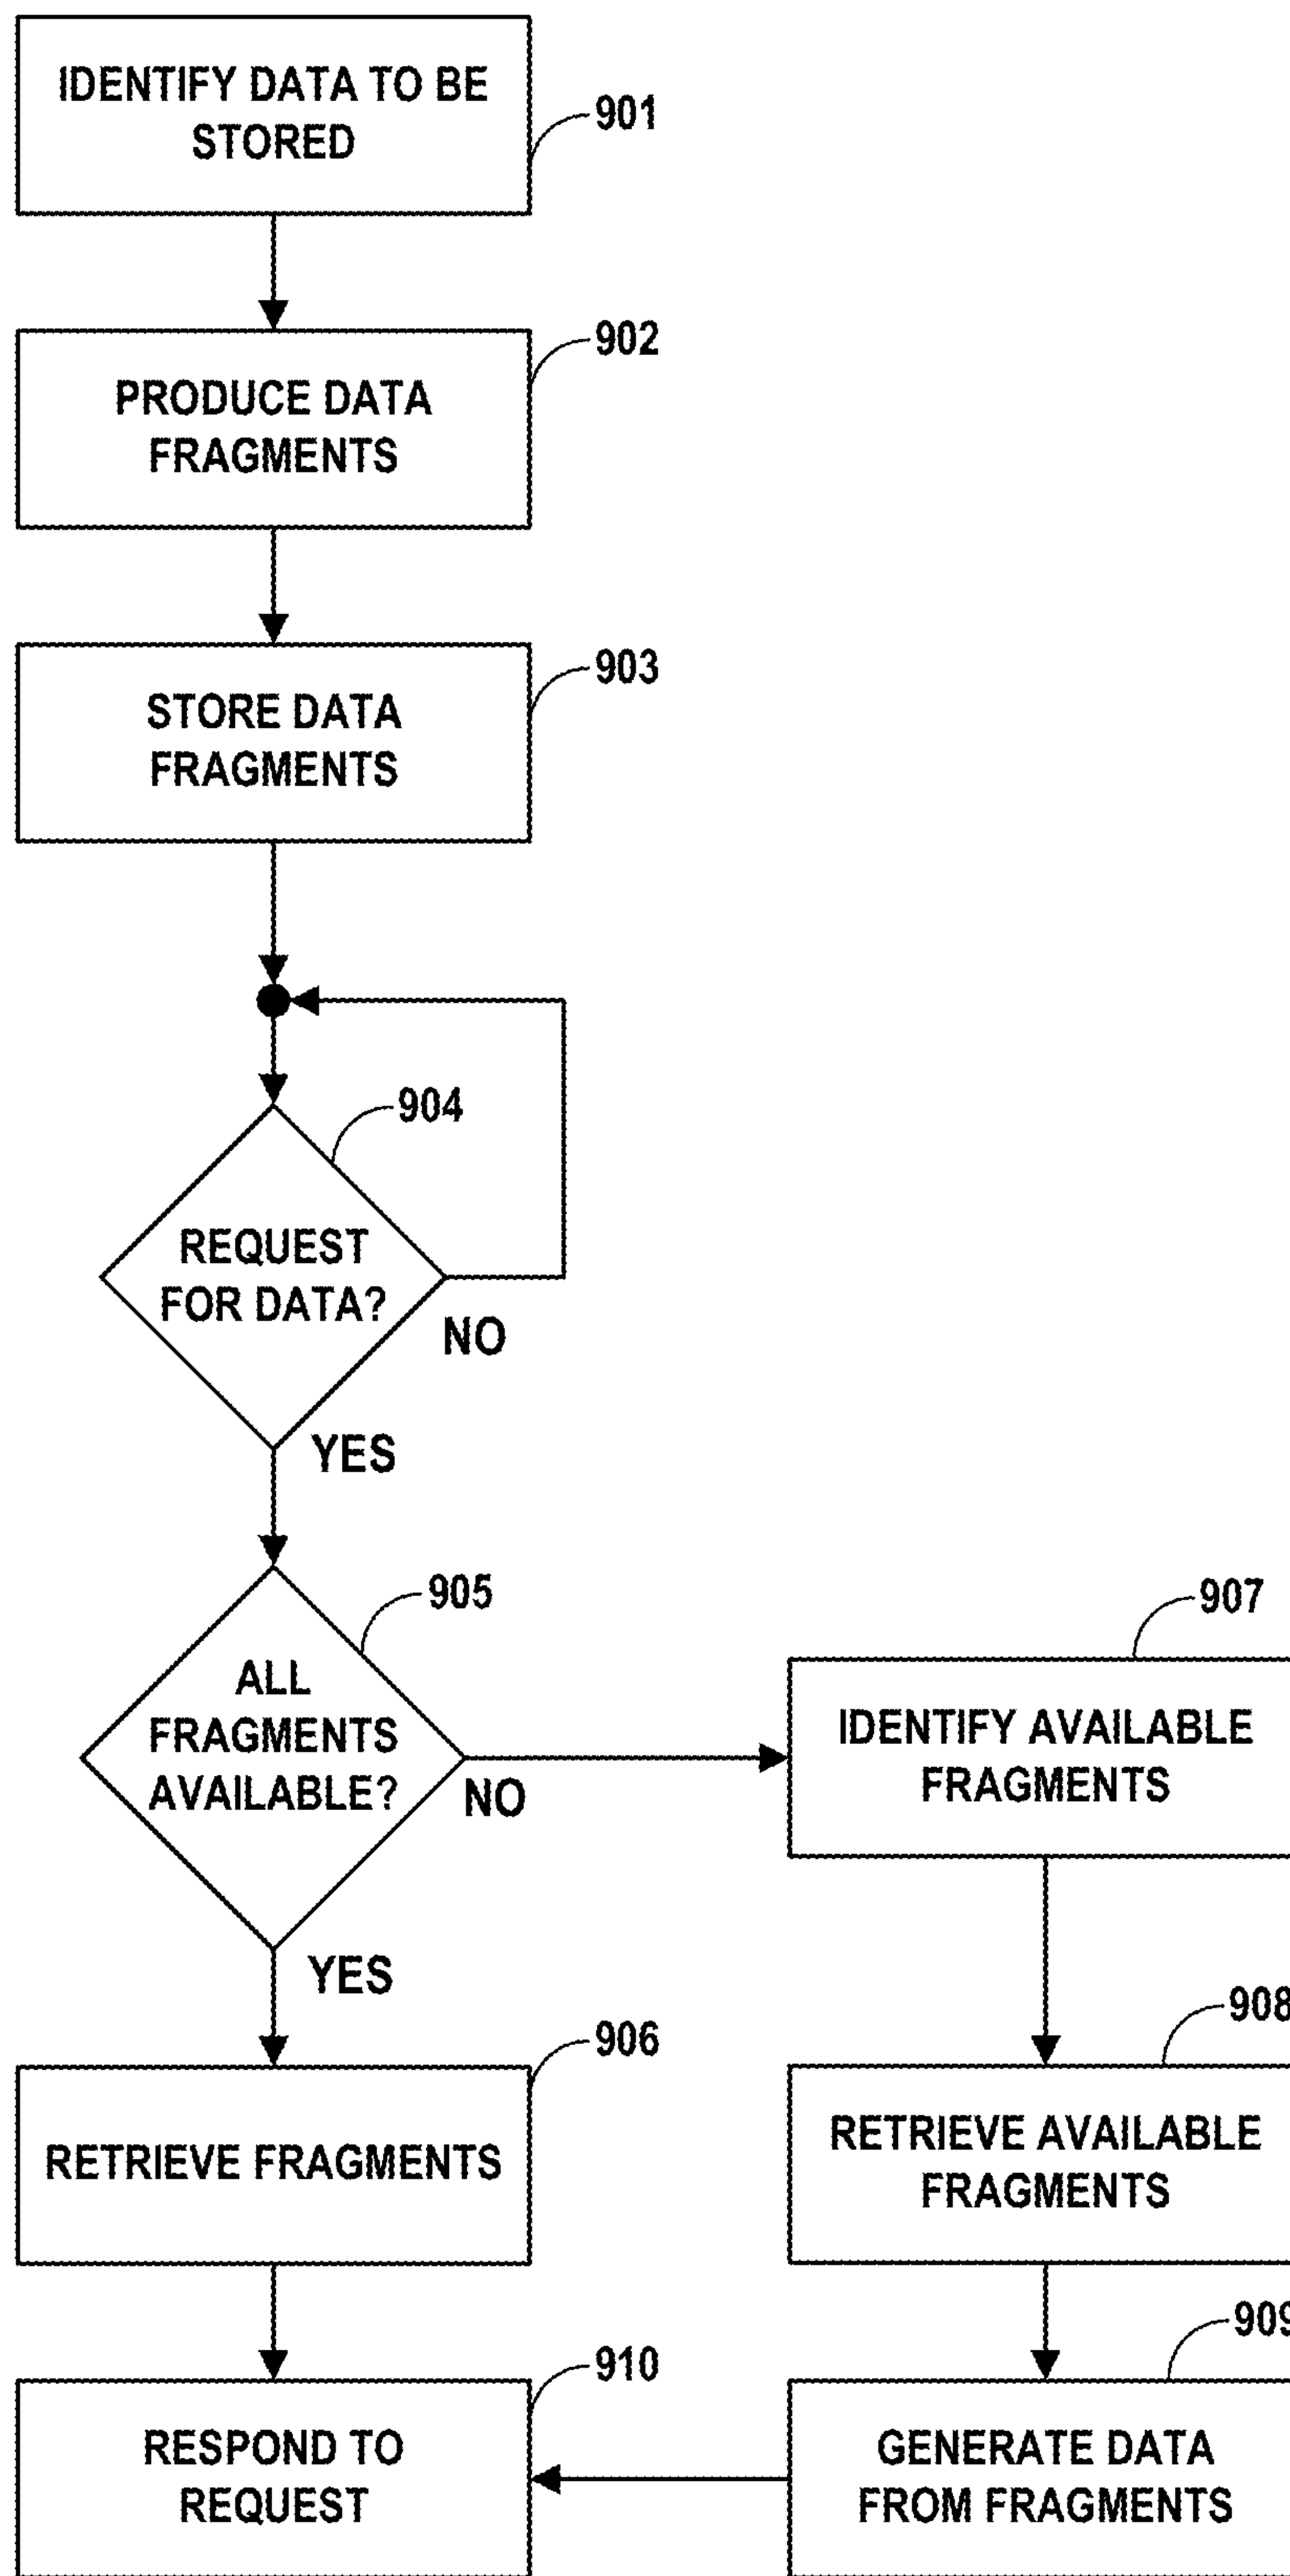 IDENTIFY DATA TO BE
STORED
901
PRODUCE DATA
FRAGMENTS
902
STORE DATA
FRAGMENTS
903
904
REQUEST
FOR DATA?
NO
YES
905
ALL
FRAGMENTS
AVAILABLE?
NO
YES
907
IDENTIFY AVAILABLE
FRAGMENTS
906
RETRIEVE FRAGMENTS
908
RETRIEVE AVAILABLE
FRAGMENTS
909
GENERATE DATA
FROM FRAGMENTS
910
RESPOND TO
REQUEST